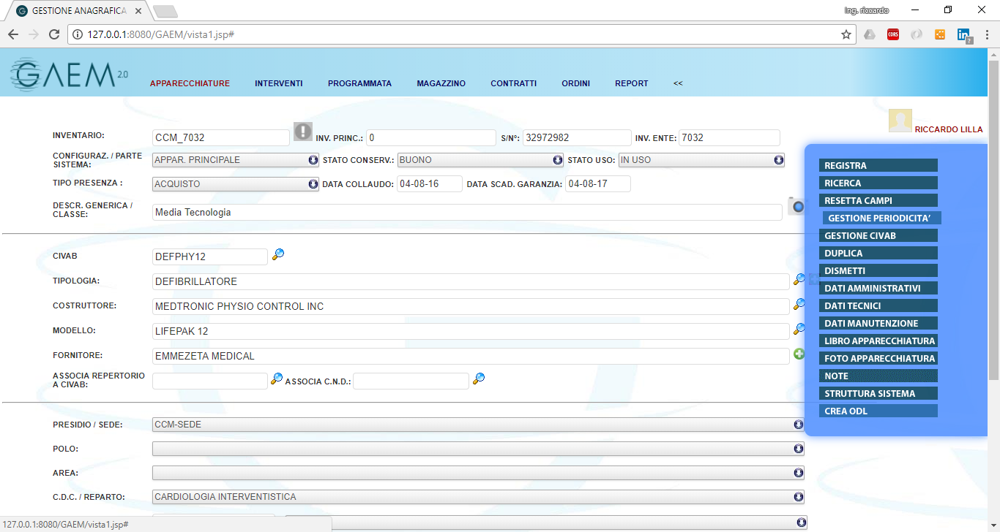 GESTIONE ANAGRAFICA
Ing. riccardo
127.0.0.1:8080/GAEM/vista1.jsp#
CORS
in
?
GAEM 2.0
APPARECCHIATURE INTERVENTI PROGRAMMATA MAGAZZINO CONTRATTI ORDINI REPORT <<
RICCARDO LILLA
INVENTARIO: CCM_7032 INV. PRINC.: 0 S/N°: 32972982 INV. ENTE: 7032
CONFIGURAZ. / PARTE
SISTEMA: APPAR. PRINCIPALE STATO CONSERV.: BUONO STATO USO: IN USO
TIPO PRESENZA : ACQUISTO DATA COLLAUDO: 04-08-16 DATA SCAD. GARANZIA: 04-08-17
DESCR. GENERICA /
CLASSE: Media Tecnologia
CIVAB DEFPHY12
TIPOLOGIA: DEFIBRILLATORE
COSTRUTTORE: MEDTRONIC PHYSIO CONTROL INC
MODELLO: LIFEPAK 12
FORNITORE: EMMEZETA MEDICAL
ASSOCIA REPERTORIO
A CIVAB: ASSOCIA C.N.D.:
PRESIDIO / SEDE: CCM-SEDE
POLO:
AREA:
C.D.C. / REPARTO: CARDIOLOGIA INTERVENTISTICA
REGISTRA
RICERCA
RESETTA CAMPI
GESTIONE PERIODICITA’
GESTIONE CIVAB
DUPLICA
DISMETTI
DATI AMMINISTRATIVI
DATI TECNICI
DATI MANUTENZIONE
LIBRO APPARECCHIATURA
FOTO APPARECCHIATURA
NOTE
STRUTTURA SISTEMA
CREA ODL
127.0.0.1:8080/GAEM/vista1.jsp#